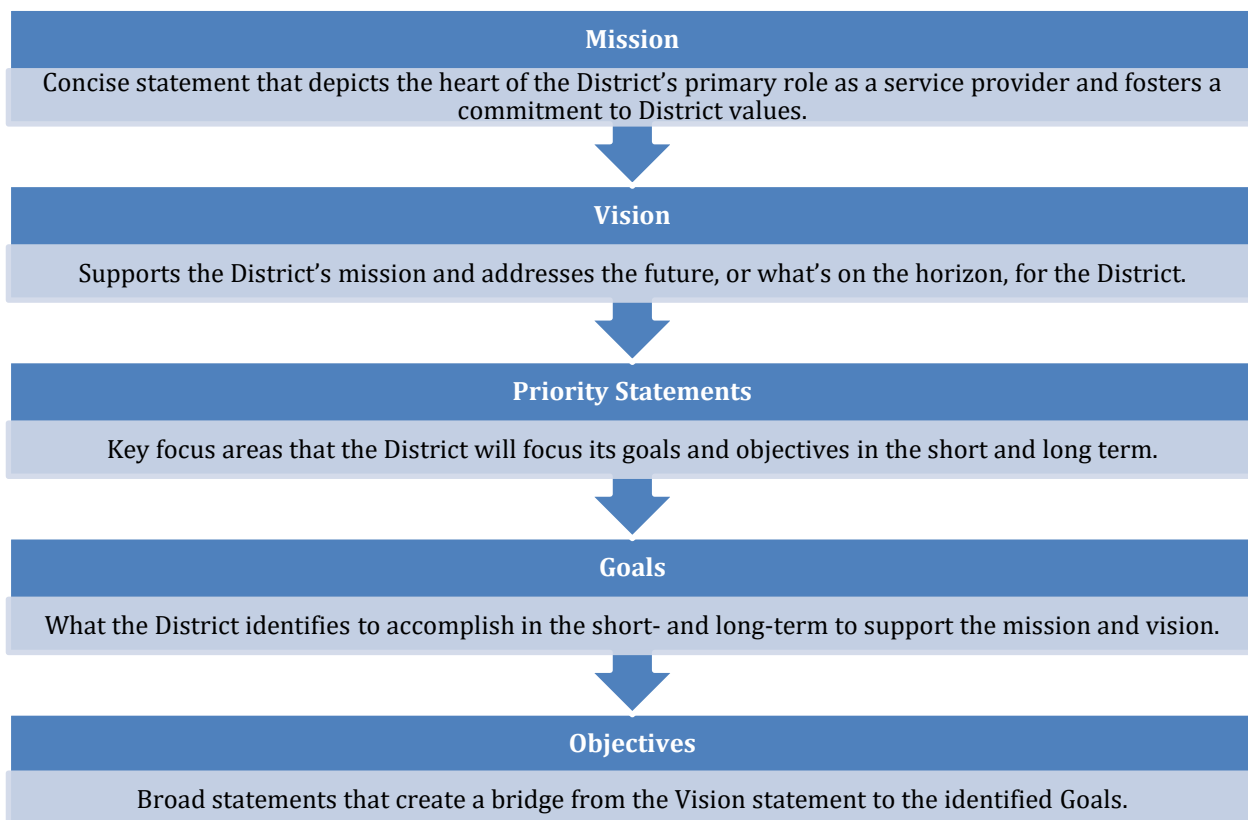 Mission
Concise statement that depicts the heart of the District’s primary role as a service provider and fosters a
commitment to District values.
Vision
Supports the District’s mission and addresses the future, or what’s on the horizon, for the District.
Priority Statements
Key focus areas that the District will focus its goals and objectives in the short and long term.
Goals
What the District identifies to accomplish in the short- and long-term to support the mission and vision.
Objectives
Broad statements that create a bridge from the Vision statement to the identified Goals.